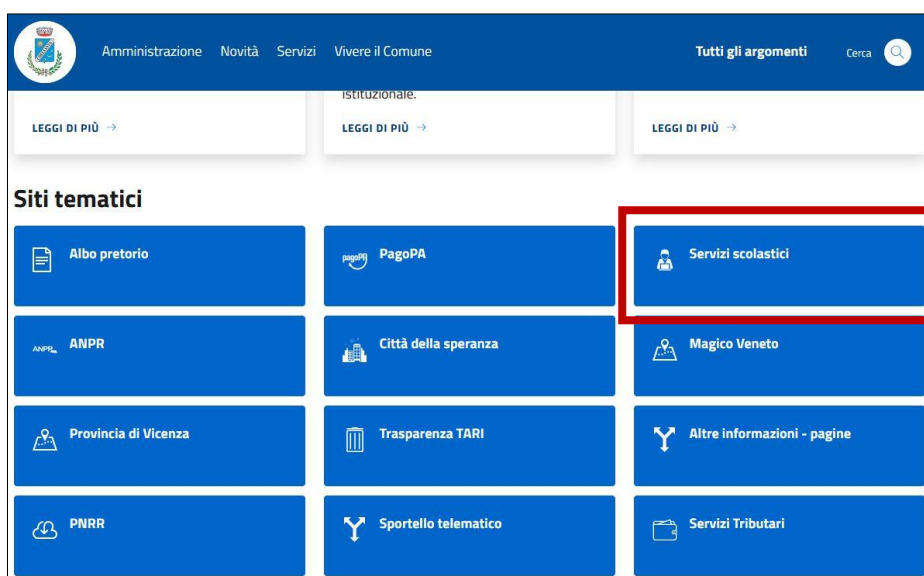 Amministrazione Novità Servizi Vivere il Comune Tutti gli argomenti Cerca
istituzionale.
LEGGI DI PIÙ → LEGGI DI PIÙ → LEGGI DI PIÙ →
Siti tematici
Albo pretorio pagoPA PagoPA Servizi scolastici
ANPR ANPR Città della speranza Magico Veneto
Provincia di Vicenza Trasparenza TARI Altre informazioni - pagine
PNRR Sportello telematico Servizi Tributari